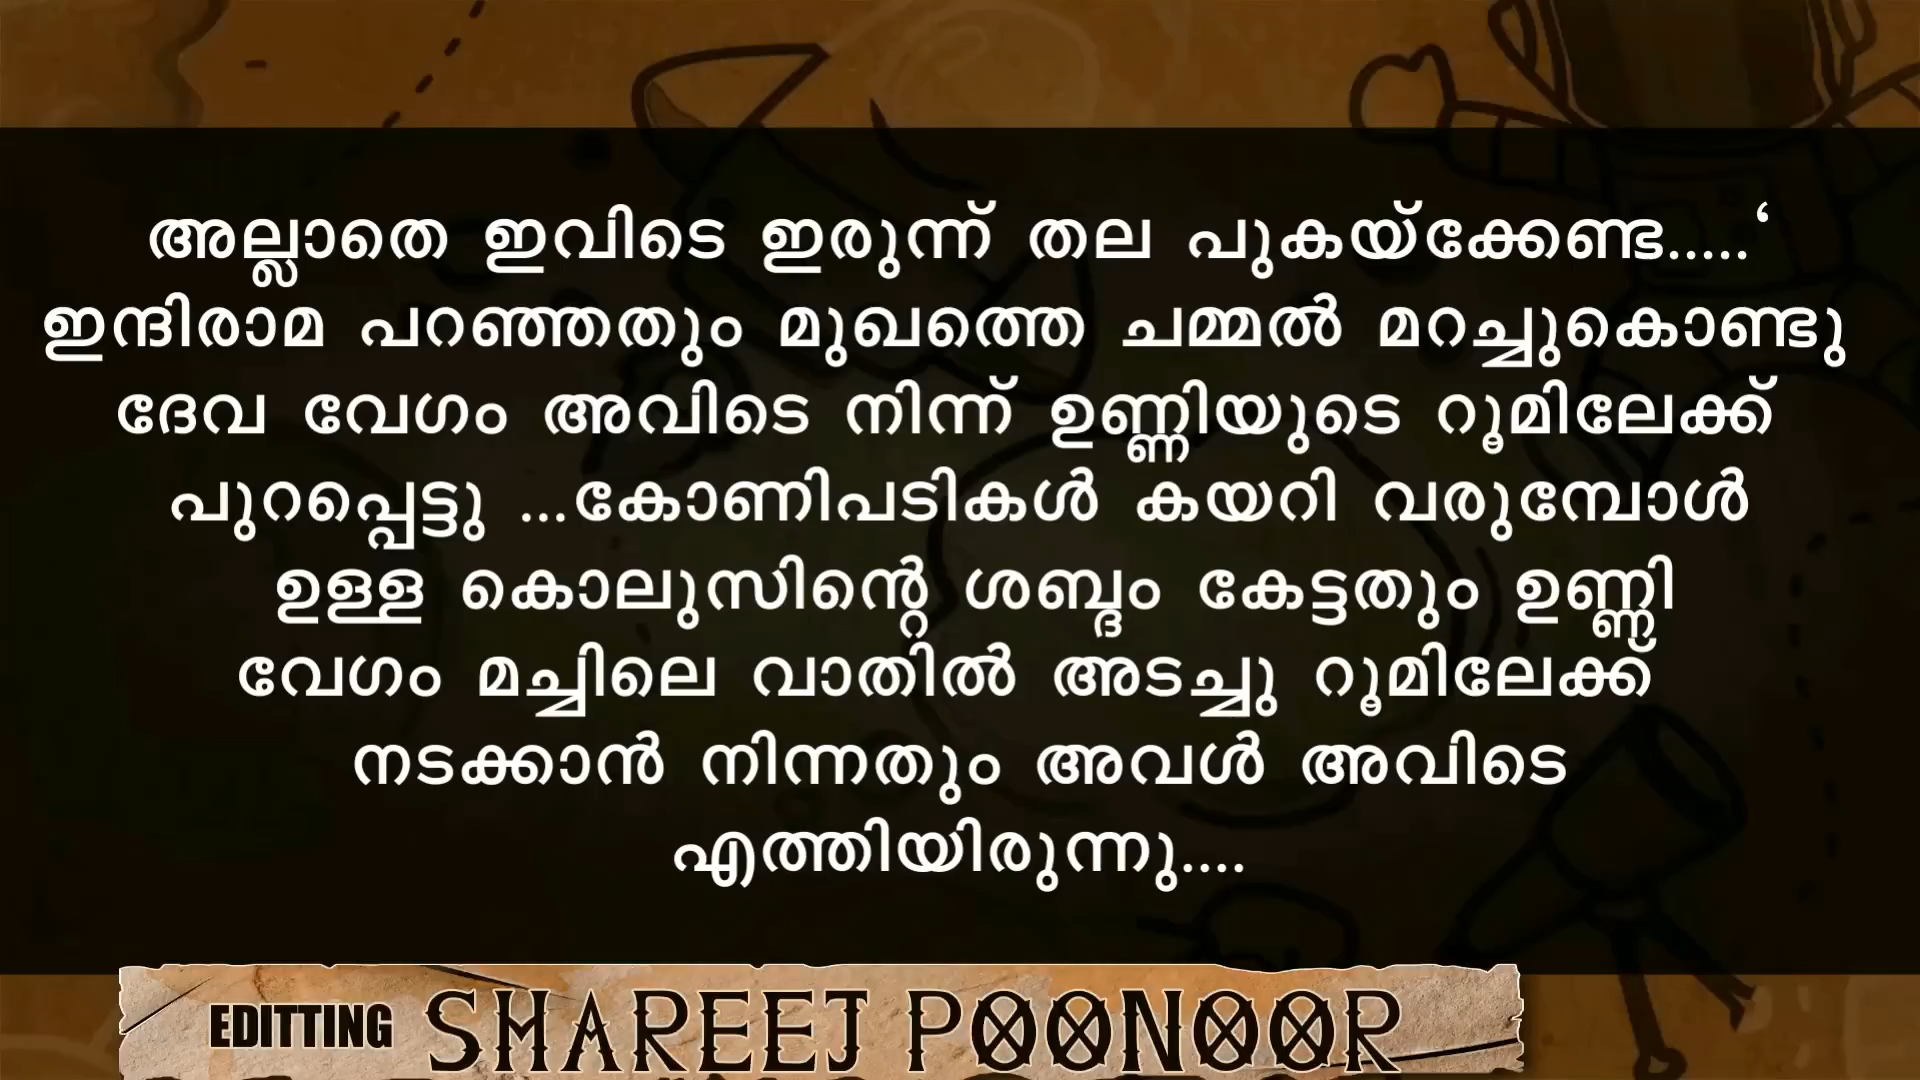 അല്ലാതെ ഇവിടെ ഇരുന്ന് തല പുകയ്ക്കേണ്ട.....‘
ഇന്ദിരാമ പറഞ്ഞതും മുഖത്തെ ചമ്മൽ മറച്ചുകൊണ്ടു
ദേവ വേഗം അവിടെ നിന്ന് ഉണ്ണിയുടെ റൂമിലേക്ക്
പുറപ്പെട്ടു ...കോണിപടികൾ കയറി വരുമ്പോൾ
ഉള്ള കൊലുസിന്റെ ശബ്ദം കേട്ടതും ഉണ്ണി
വേഗം മച്ചിലെ വാതിൽ അടച്ചു റൂമിലേക്ക്
നടക്കാൻ നിന്നതും അവൾ അവിടെ
എത്തിയിരുന്നു....
EDITTING SHAREEJ POONOOR